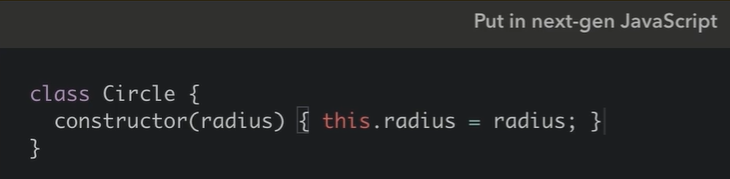 Put in next-gen JavaScript
class Circle {
constructor(radius) { this.radius = radius; }
}